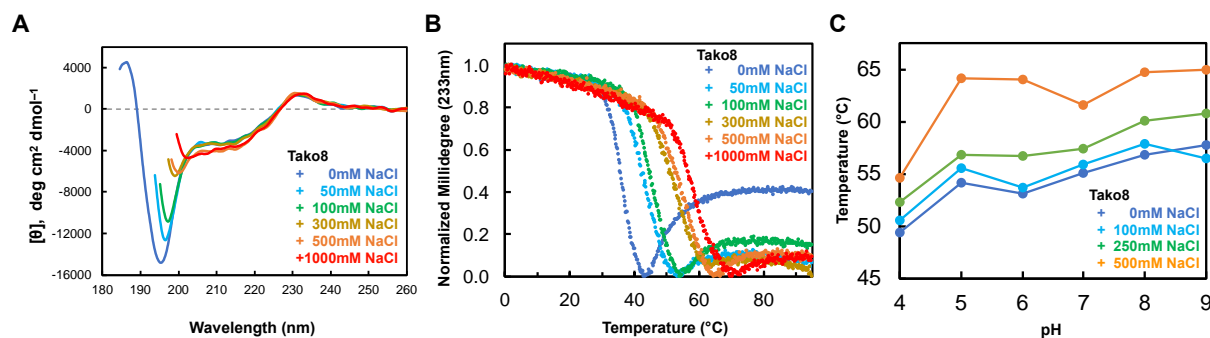 A
4000
0
-4000
-8000
-12000
-16000
[θ], deg cm² dmol⁻¹
Tako8
+ 0mM NaCl
+ 50mM NaCl
+ 100mM NaCl
+ 300mM NaCl
+ 500mM NaCl
+1000mM NaCl
180 190 200 210 220 230 240 250 260
Wavelength (nm)
B
1.0
0.8
0.6
0.4
0.2
0.0
Normalized Millidegree (233nm)
Tako8
+ 0mM NaCl
+ 50mM NaCl
+100mM NaCl
+300mM NaCl
+500mM NaCl
+1000mM NaCl
0 20 40 60 80
Temperature (°C)
C
65
60
55
50
45
Temperature (°C)
Tako8
+ 0mM NaCl
+ 100mM NaCl
+ 250mM NaCl
+ 500mM NaCl
4 5 6 7 8 9
pH